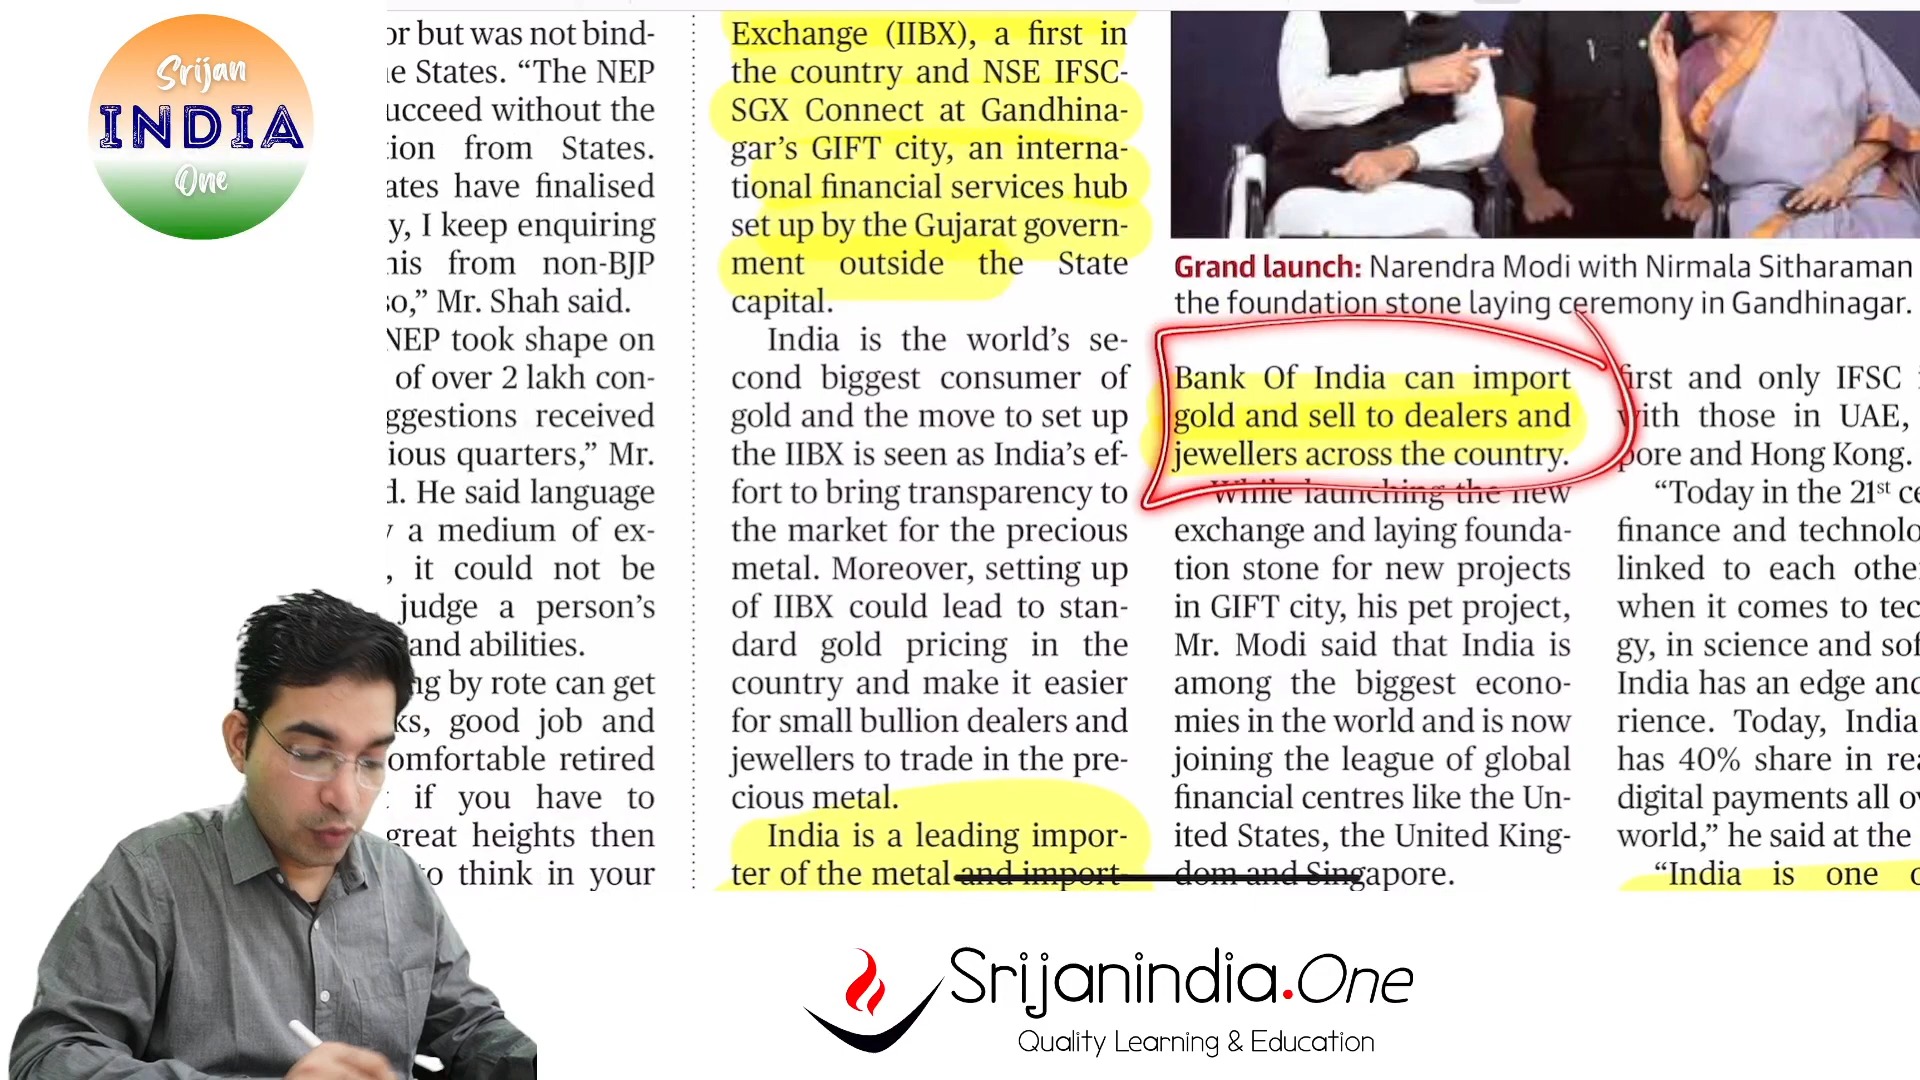 Srijan
INDIA
One
or but was not bind-
e States. “The NEP
ucceed without the
tion from States.
ates have finalised
y, I keep enquiring
his from non-BJP
so,” Mr. Shah said.
NEP took shape on
of over 2 lakh con-
ggestions received
ious quarters,” Mr.
d. He said language
y a medium of ex-
, it could not be
judge a person’s
and abilities.
ng by rote can get
ks, good job and
omfortable retired
if you have to
great heights then
to think in your
Exchange (IIBX), a first in
the country and NSE IFSC-
SGX Connect at Gandhina-
gar’s GIFT city, an interna-
tional financial services hub
set up by the Gujarat govern-
ment outside the State
capital.
India is the world’s se-
cond biggest consumer of
gold and the move to set up
the IIBX is seen as India’s ef-
fort to bring transparency to
the market for the precious
metal. Moreover, setting up
of IIBX could lead to stan-
dard gold pricing in the
country and make it easier
for small bullion dealers and
jewellers to trade in the pre-
cious metal.
India is a leading impor-
ter of the metal and import-
Grand launch: Narendra Modi with Nirmala Sitharaman
the foundation stone laying ceremony in Gandhinagar.
Bank Of India can import
gold and sell to dealers and
jewellers across the country.
While launching the new
exchange and laying founda-
tion stone for new projects
in GIFT city, his pet project,
Mr. Modi said that India is
among the biggest econo-
mies in the world and is now
joining the league of global
financial centres like the Un-
ited States, the United King-
dom and Singapore.
first and only IFSC
with those in UAE,
pore and Hong Kong.
“Today in the 21st ce
finance and technolo
linked to each othe
when it comes to tec
gy, in science and sof
India has an edge and
rience. Today, India
has 40% share in rea
digital payments all ov
world,” he said at the
“India is one o
Srijanindia.One
Quality Learning & Education